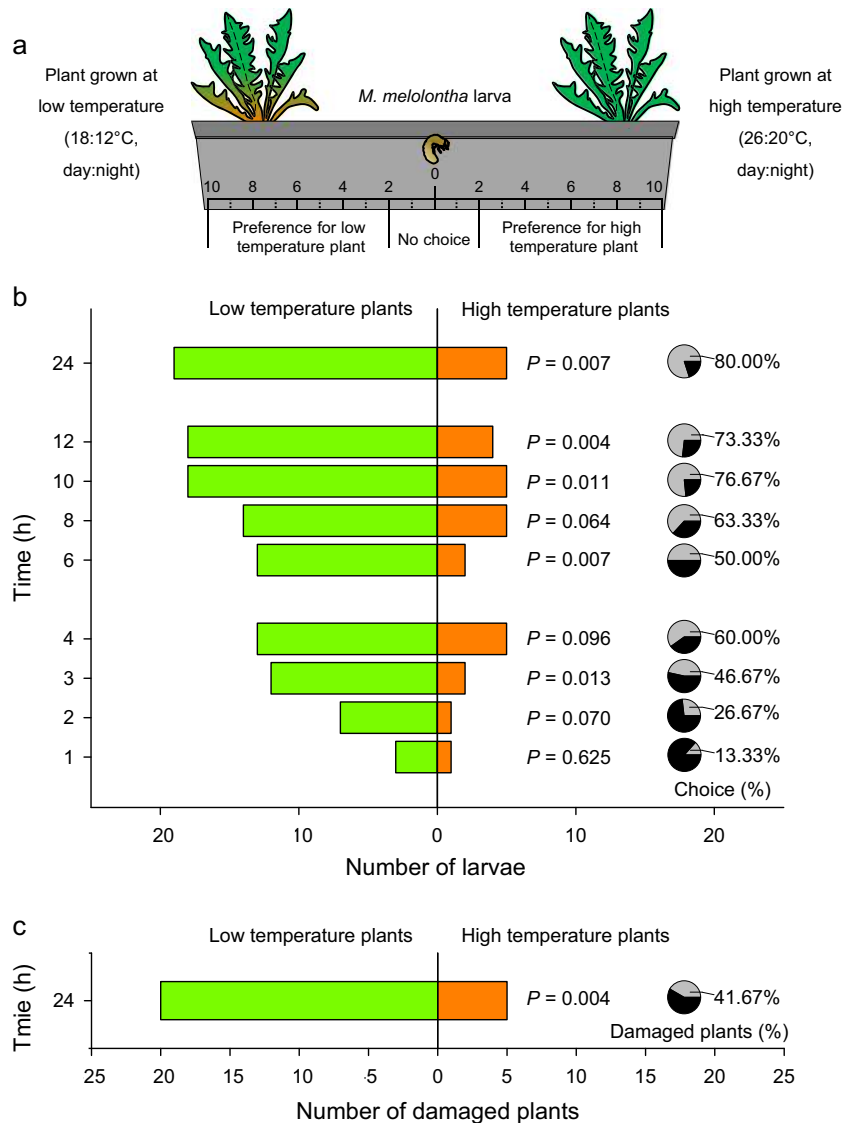 a
Plant grown at
low temperature
(18:12°C,
day:night)
M. melolontha larva
Plant grown at
high temperature
(26:20°C,
day:night)
0
10 8 6 4 2 2 4 6 8 10
Preference for low
temperature plant
No choice
Preference for high
temperature plant
b
Low temperature plants High temperature plants
24 P = 0.007 80.00%
12 P = 0.004 73.33%
10 P = 0.011 76.67%
8 P = 0.064 63.33%
6 P = 0.007 50.00%
4 P = 0.096 60.00%
3 P = 0.013 46.67%
2 P = 0.070 26.67%
1 P = 0.625 13.33%
Choice (%)
Time (h)
20 10 0 10 20
Number of larvae
c
Low temperature plants High temperature plants
24 P = 0.004 41.67%
Damaged plants (%)
Tmie (h)
25 20 15 10 5 0 5 10 15 20 25
Number of damaged plants